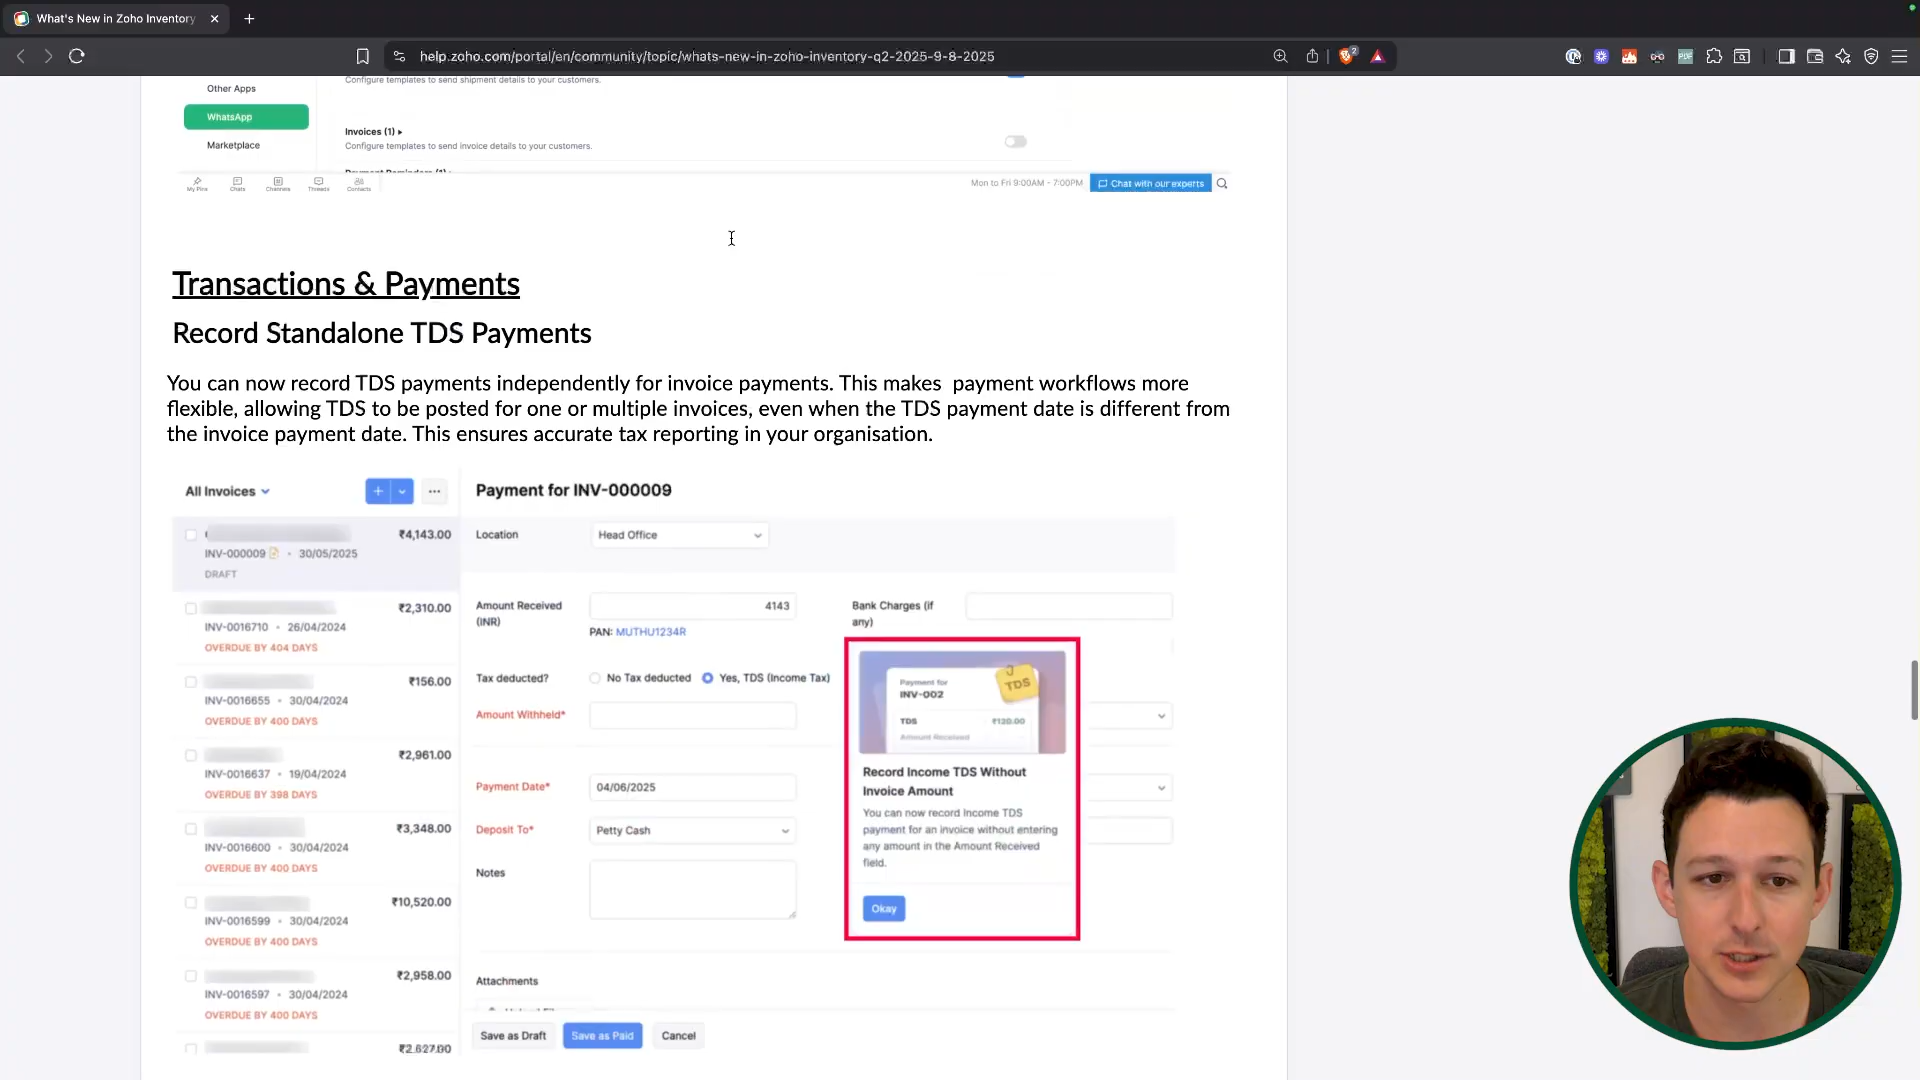 What's New in Zoho Inventory
help.zoho.com/portal/en/community/topic/whats-new-in-zoho-inventory-q2-2025-9-8-2025
2
PDF
Configure templates to send shipment details to your customers.
Other Apps
WhatsApp
Invoices (1)
Configure templates to send invoice details to your customers.
Marketplace
Payment Reminders (1)
My Pins
Chats
Channels
Threads
Contacts
Mon to Fri 9:00AM - 7:00PM
Chat with our experts
Transactions & Payments
Record Standalone TDS Payments
You can now record TDS payments independently for invoice payments. This makes payment workflows more
flexible, allowing TDS to be posted for one or multiple invoices, even when the TDS payment date is different from
the invoice payment date. This ensures accurate tax reporting in your organisation.
All Invoices
₹4,143.00
INV-000009 • 30/05/2025
DRAFT
₹2,310.00
INV-0016710 • 26/04/2024
OVERDUE BY 404 DAYS
₹156.00
INV-0016655 • 30/04/2024
OVERDUE BY 400 DAYS
₹2,961.00
INV-0016637 • 19/04/2024
OVERDUE BY 398 DAYS
₹3,348.00
INV-0016600 • 30/04/2024
OVERDUE BY 400 DAYS
₹10,520.00
INV-0016599 • 30/04/2024
OVERDUE BY 400 DAYS
₹2,958.00
INV-0016597 • 30/04/2024
OVERDUE BY 400 DAYS
₹2,627.00
Payment for INV-000009
Location
Head Office
Amount Received
(INR)
4143
PAN: MUTHU1234R
Bank Charges (if
any)
Tax deducted?
No Tax deducted
Yes, TDS (Income Tax)
Amount Withheld*
Payment Date*
04/06/2025
Deposit To*
Petty Cash
Notes
Payment for
INV-002
TDS
TDS
₹120.00
Amount Received
Record Income TDS Without
Invoice Amount
You can now record Income TDS
payment for an invoice without entering
any amount in the Amount Received
field.
Okay
Attachments
Save as Draft
Save as Paid
Cancel